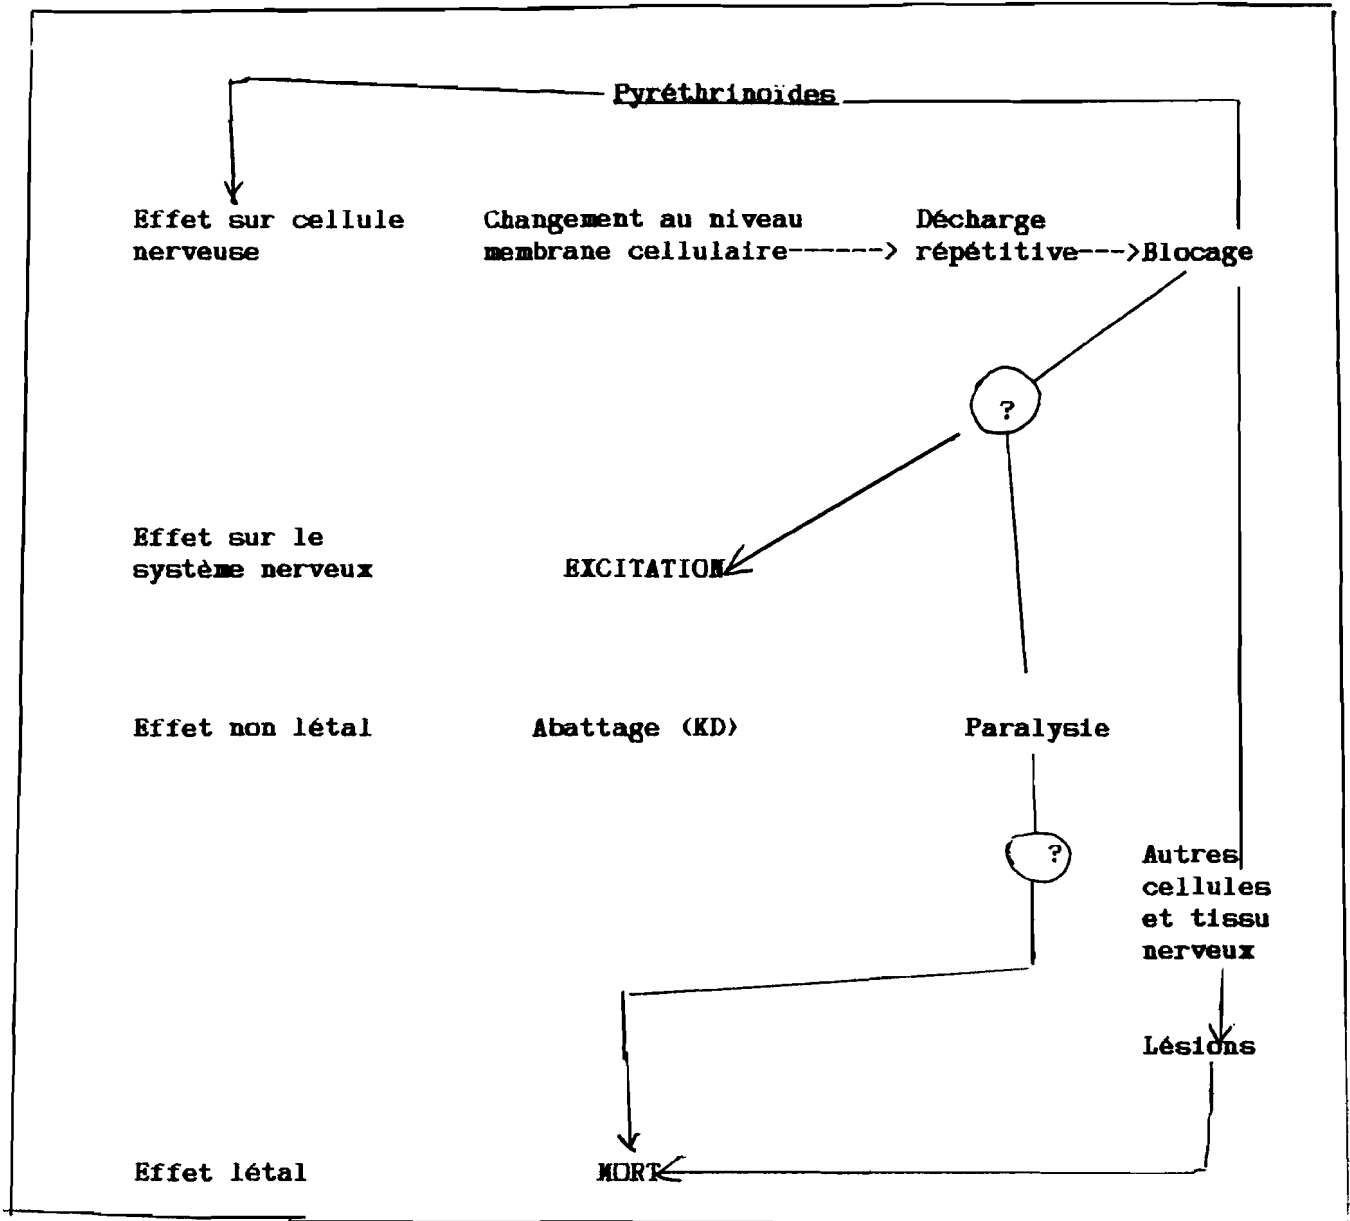 Pyréthrinoïdes
Effet sur cellule
nerveuse
Changement au niveau
membrane cellulaire------>
Décharge
répétitive--->Blocage
?
Effet sur le
système nerveux
EXCITATION
Effet non létal
Abattage (KD)
Paralysie
?
Autres
cellules
et tissu
nerveux
Lésions
Effet létal
MORT